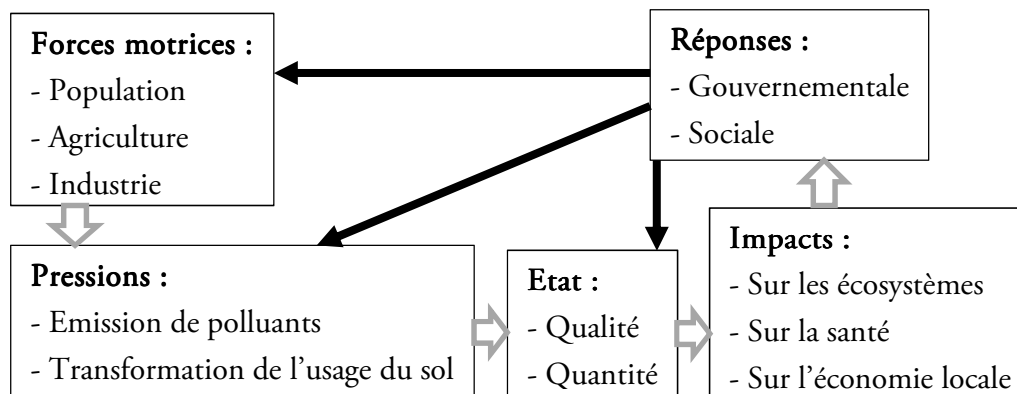 Forces motrices :
- Population
- Agriculture
- Industrie
Réponses :
- Gouvernementale
- Sociale
Pressions :
- Emission de polluants
- Transformation de l’usage du sol
Etat :
- Qualité
- Quantité
Impacts :
- Sur les écosystèmes
- Sur la santé
- Sur l’économie locale